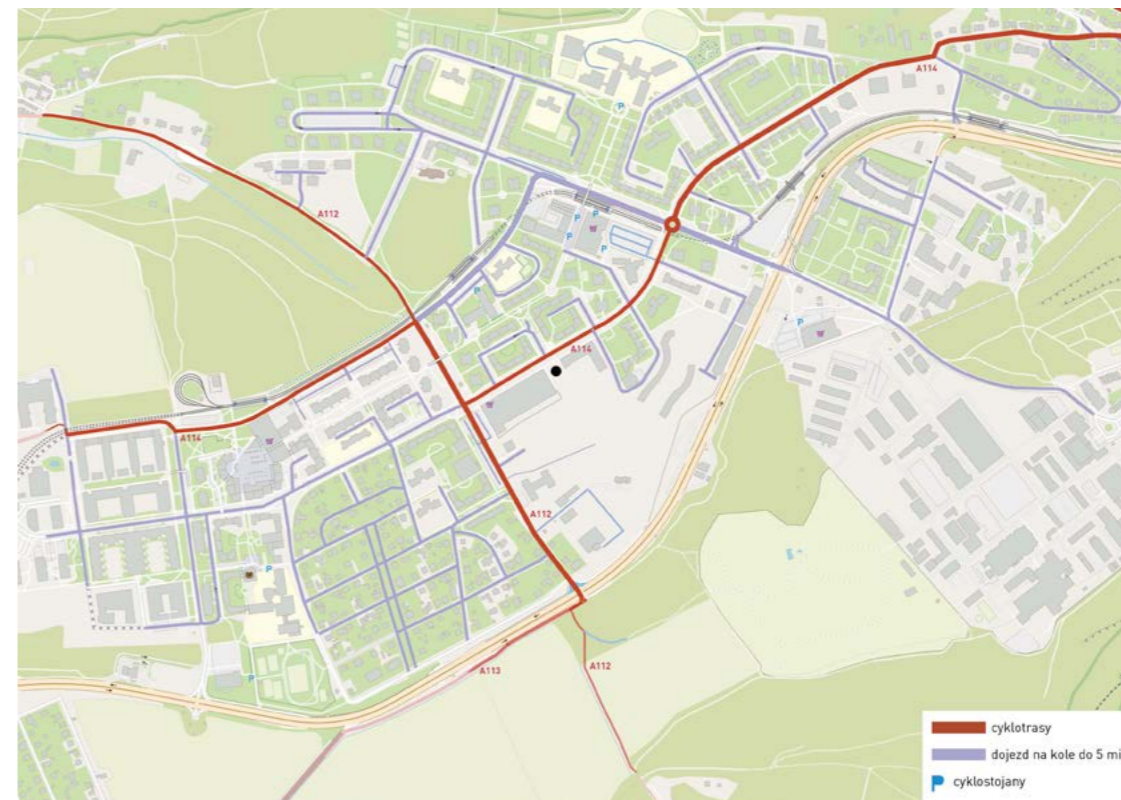 A114
P
A112
P
P
P
P
P
A114
P
A114
A112
P
A113
A112
P
cyklotrasy
dojezd na kole do 5 mi
P cyklostojany